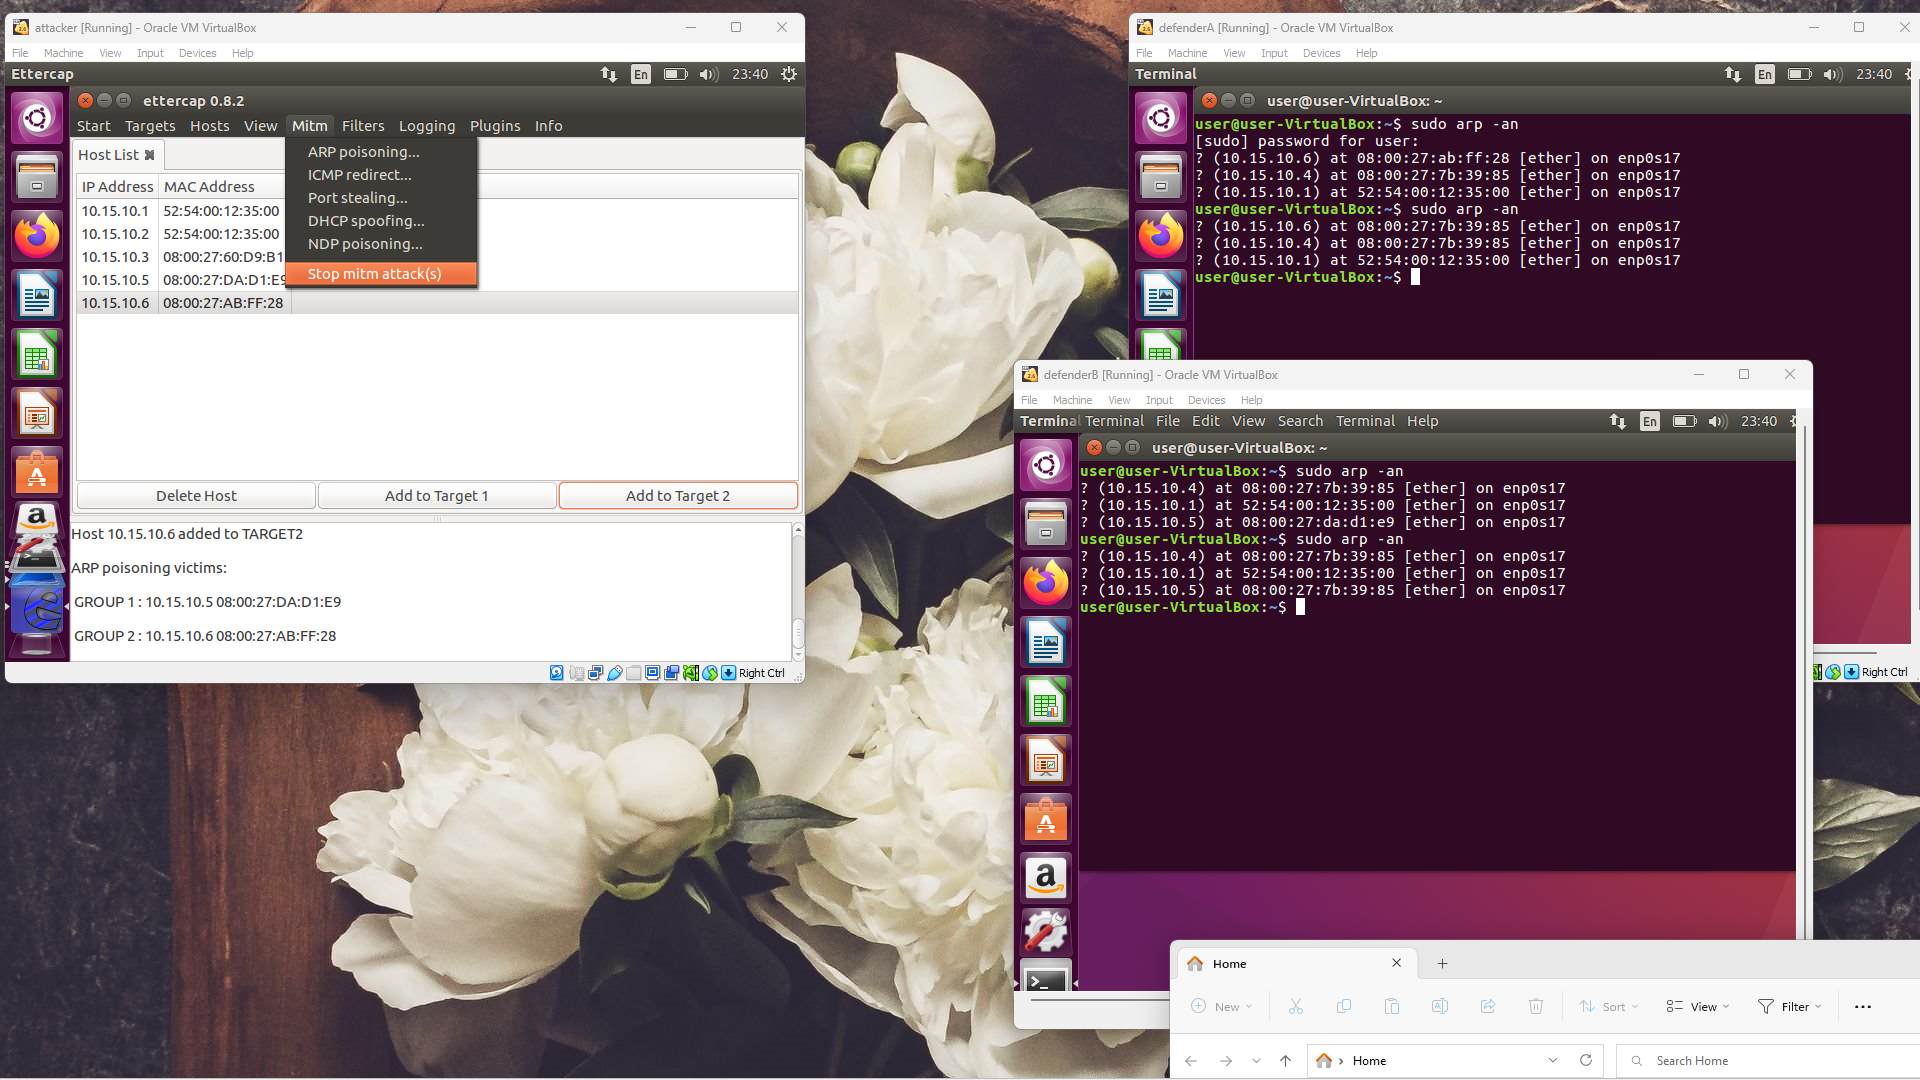 attacker [Running] - Oracle VM VirtualBox
File Machine View Input Devices Help
Ettercap En 23:40
ettercap 0.8.2
Start Targets Hosts View Mitm Filters Logging Plugins Info
Host List
ARP poisoning...
ICMP redirect...
Port stealing...
DHCP spoofing...
NDP poisoning...
Stop mitm attack(s)
IP Address MAC Address
10.15.10.1 52:54:00:12:35:00
10.15.10.2 52:54:00:12:35:00
10.15.10.3 08:00:27:60:D9:B1
10.15.10.5 08:00:27:DA:D1:E9
10.15.10.6 08:00:27:AB:FF:28
Delete Host Add to Target 1 Add to Target 2
Host 10.15.10.6 added to TARGET2
ARP poisoning victims:
GROUP 1 : 10.15.10.5 08:00:27:DA:D1:E9
GROUP 2 : 10.15.10.6 08:00:27:AB:FF:28
Right Ctrl
defenderA [Running] - Oracle VM VirtualBox
File Machine View Input Devices Help
Terminal En 23:40
user@user-VirtualBox: ~
user@user-VirtualBox:~$ sudo arp -an
[sudo] password for user:
? (10.15.10.6) at 08:00:27:ab:ff:28 [ether] on enp0s17
? (10.15.10.4) at 08:00:27:7b:39:85 [ether] on enp0s17
? (10.15.10.1) at 52:54:00:12:35:00 [ether] on enp0s17
user@user-VirtualBox:~$ sudo arp -an
? (10.15.10.6) at 08:00:27:7b:39:85 [ether] on enp0s17
? (10.15.10.4) at 08:00:27:7b:39:85 [ether] on enp0s17
? (10.15.10.1) at 52:54:00:12:35:00 [ether] on enp0s17
user@user-VirtualBox:~$
Right Ctrl
defenderB [Running] - Oracle VM VirtualBox
File Machine View Input Devices Help
Terminal Terminal File Edit View Search Terminal Help En 23:40
user@user-VirtualBox: ~
user@user-VirtualBox:~$ sudo arp -an
? (10.15.10.4) at 08:00:27:7b:39:85 [ether] on enp0s17
? (10.15.10.1) at 52:54:00:12:35:00 [ether] on enp0s17
? (10.15.10.5) at 08:00:27:da:d1:e9 [ether] on enp0s17
user@user-VirtualBox:~$ sudo arp -an
? (10.15.10.4) at 08:00:27:7b:39:85 [ether] on enp0s17
? (10.15.10.1) at 52:54:00:12:35:00 [ether] on enp0s17
? (10.15.10.5) at 08:00:27:7b:39:85 [ether] on enp0s17
user@user-VirtualBox:~$
Home
New Sort View Filter
Home Search Home